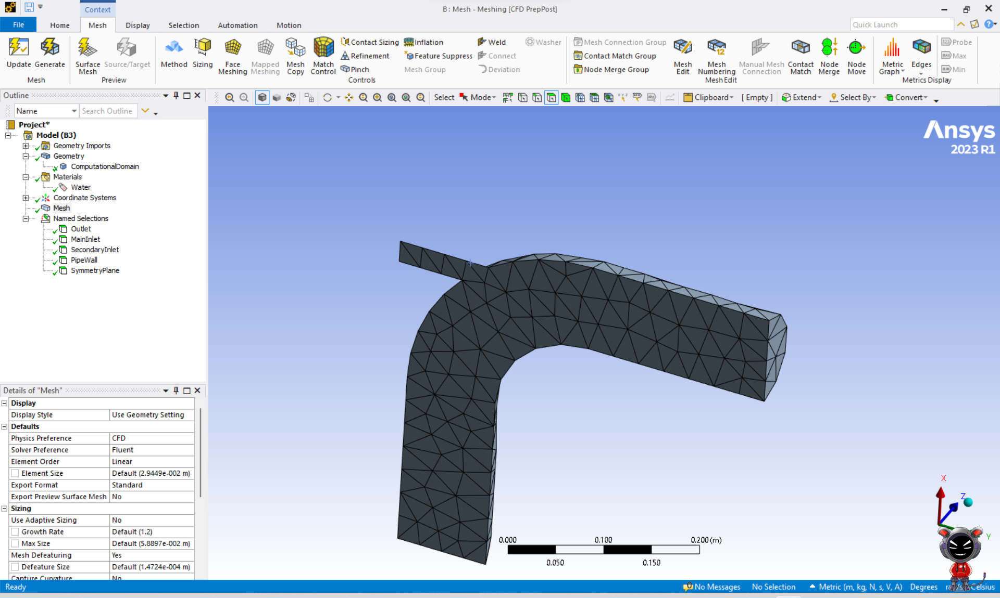 Context
B : Mesh - Meshing [CFD PrepPost]
File
Home
Mesh
Display
Selection
Automation
Motion
Quick Launch
Update
Generate
Mesh
Surface Mesh
Source/Target
Preview
Method
Sizing
Face Meshing
Mapped Meshing
Mesh Copy
Match Control
Contact Sizing
Refinement
Pinch
Inflation
Feature Suppress
Mesh Group
Weld
Connect
Deviation
Washer
Controls
Mesh Connection Group
Contact Match Group
Node Merge Group
Mesh Edit
Mesh Numbering
Manual Mesh Connection
Contact Match
Node Merge
Node Move
Mesh Edit
Metric Graph
Edges
Probe
Max
Min
Metrics Display
Outline
Name
Search Outline
Select
Mode
Clipboard
[ Empty ]
Extend
Select By
Convert
Project*
Model (B3)
Geometry Imports
Geometry
ComputationalDomain
Materials
Water
Coordinate Systems
Mesh
Named Selections
Outlet
MainInlet
SecondaryInlet
PipeWall
SymmetryPlane
Ansys
2023 R1
Details of "Mesh"
Display
Display Style Use Geometry Setting
Defaults
Physics Preference CFD
Solver Preference Fluent
Element Order Linear
Element Size Default (2.9449e-002 m)
Export Format Standard
Export Preview Surface Mesh No
Sizing
Use Adaptive Sizing No
Growth Rate Default (1.2)
Max Size Default (5.8897e-002 m)
Mesh Defeaturing Yes
Defeature Size Default (1.4724e-004 m)
Capture Curvature No
0.000 0.100 0.200 (m)
0.050 0.150
X
Z
Y
Ready
0 No Messages
No Selection
Metric (m, kg, N, s, V, A)
Degrees
Celsius